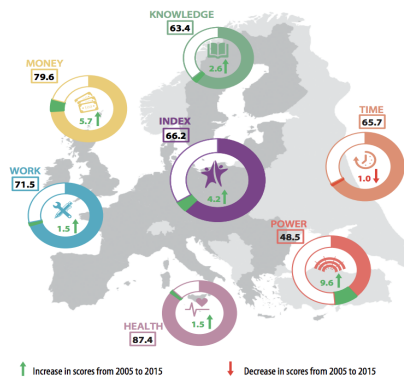 KNOWLEDGE
63.4
2.6
MONEY
79.6
5.7
INDEX
66.2
4.2
TIME
65.7
1.0
WORK
71.5
1.5
POWER
48.5
9.6
HEALTH
87.4
1.5
Increase in scores from 2005 to 2015
Decrease in scores from 2005 to 2015